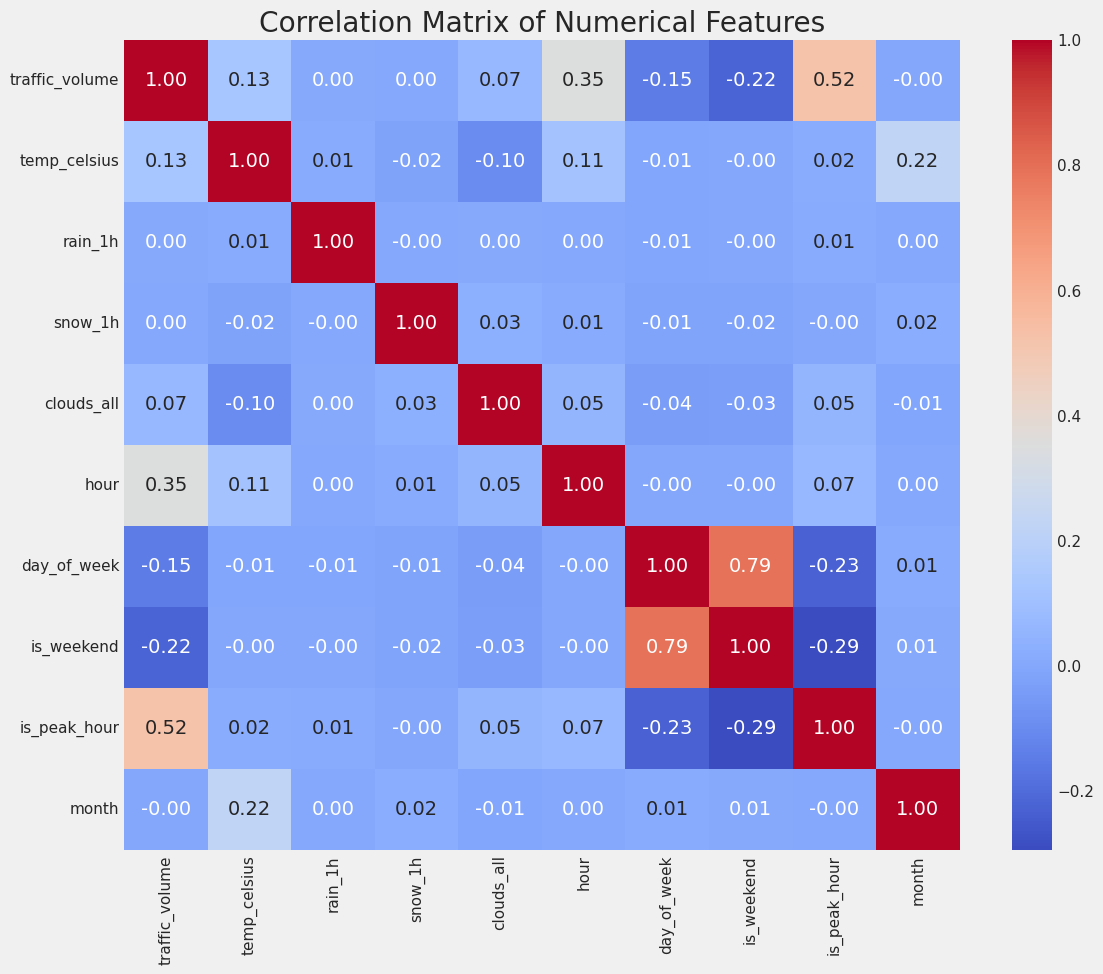 Correlation Matrix of Numerical Features
traffic_volume 1.00 0.13 0.00 0.00 0.07 0.35 -0.15 -0.22 0.52 -0.00
temp_celsius 0.13 1.00 0.01 -0.02 -0.10 0.11 -0.01 -0.00 0.02 0.22
rain_1h 0.00 0.01 1.00 -0.00 0.00 0.00 -0.01 -0.00 0.01 0.00
snow_1h 0.00 -0.02 -0.00 1.00 0.03 0.01 -0.01 -0.02 -0.00 0.02
clouds_all 0.07 -0.10 0.00 0.03 1.00 0.05 -0.04 -0.03 0.05 -0.01
hour 0.35 0.11 0.00 0.01 0.05 1.00 -0.00 -0.00 0.07 0.00
day_of_week -0.15 -0.01 -0.01 -0.01 -0.04 -0.00 1.00 0.79 -0.23 0.01
is_weekend -0.22 -0.00 -0.00 -0.02 -0.03 -0.00 0.79 1.00 -0.29 0.01
is_peak_hour 0.52 0.02 0.01 -0.00 0.05 0.07 -0.23 -0.29 1.00 -0.00
month -0.00 0.22 0.00 0.02 -0.01 0.00 0.01 0.01 -0.00 1.00
traffic_volume
temp_celsius
rain_1h
snow_1h
clouds_all
hour
day_of_week
is_weekend
is_peak_hour
month
1.0
0.8
0.6
0.4
0.2
0.0
−0.2